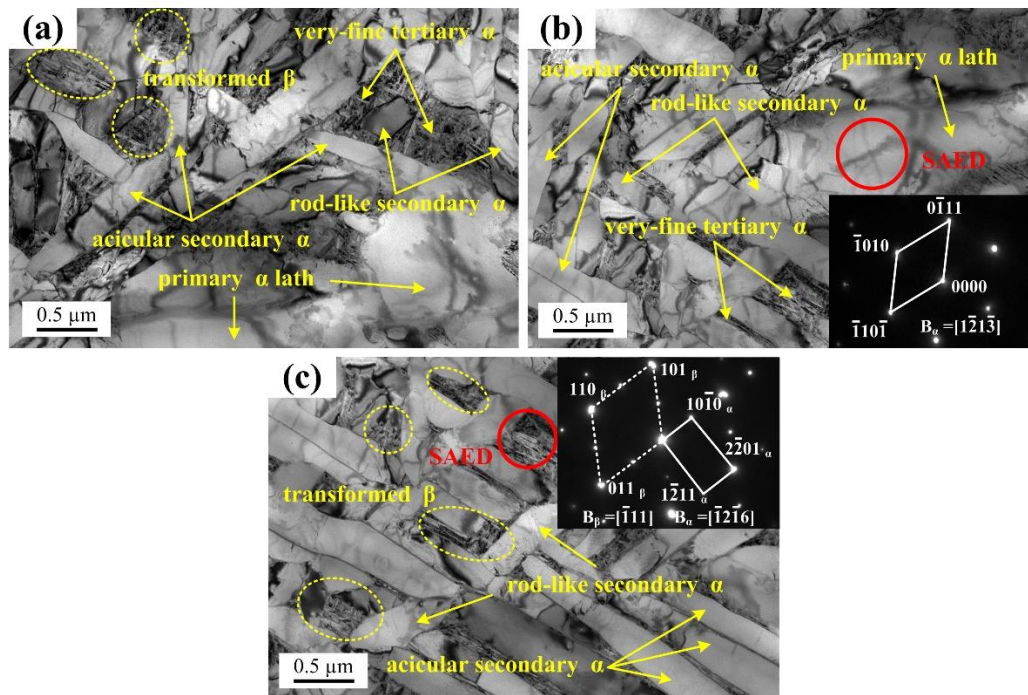 (a)
very-fine tertiary α
transformed β
rod-like secondary α
acicular secondary α
primary α lath
0.5 μm
(b)
acicular secondary α
primary α lath
rod-like secondary α
SAED
very-fine tertiary α
0.5 μm
01̄11
1̄010
0000
1̄101̄
Bα =[12̄13̄]
(c)
SAED
transformed β
rod-like secondary α
acicular secondary α
0.5 μm
101 β
110 β
101̄0 α
22̄01 α
011 β
12̄11 α
Bβ =[1̄11] Bα =[1̄21̄6]